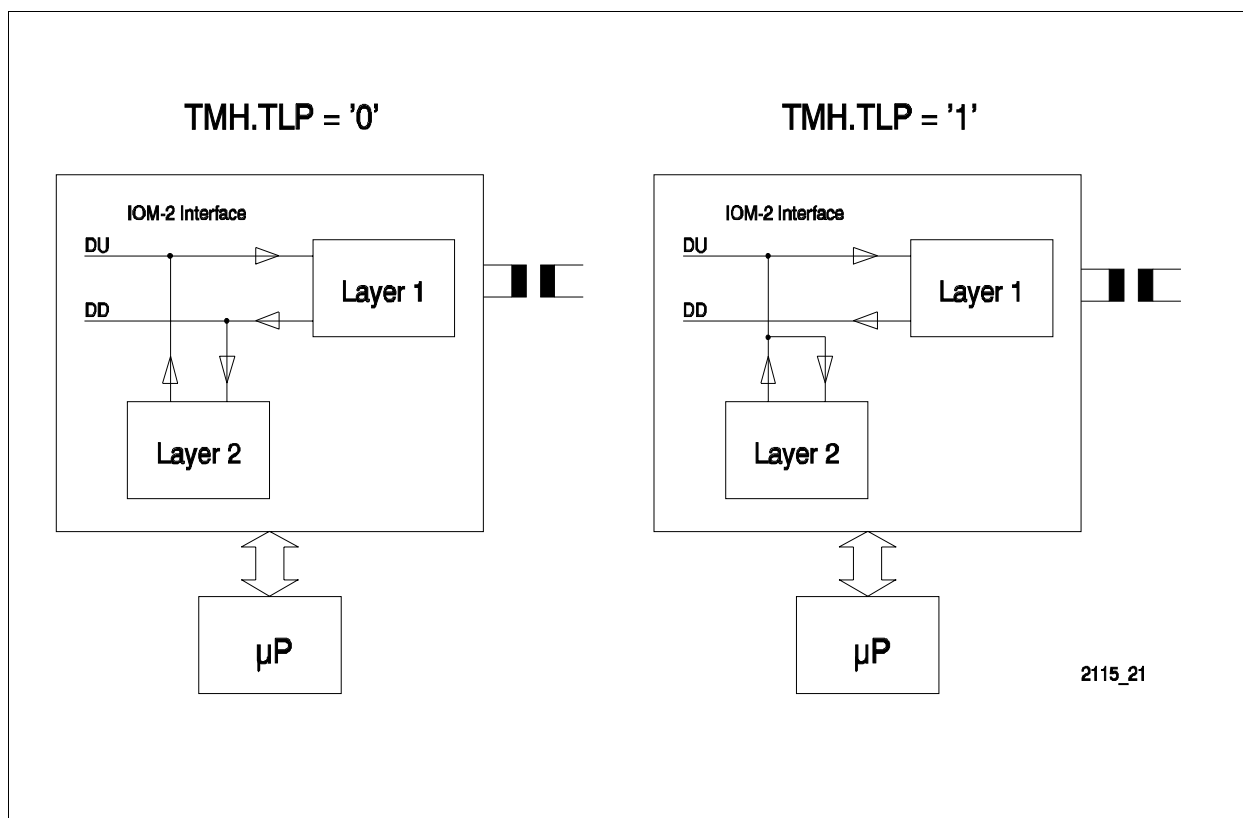 TMH.TLP = '0'
IOM-2 Interface
DU
Layer 1
DD
Layer 2
µP
TMH.TLP = '1'
IOM-2 Interface
DU
Layer 1
DD
Layer 2
µP
2115_21